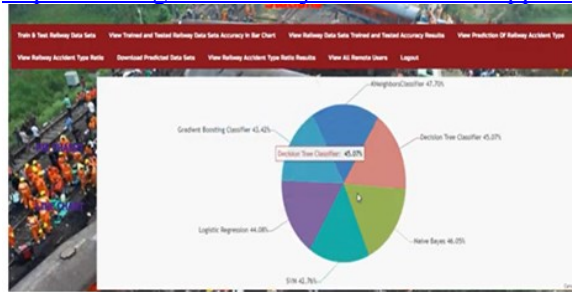 Train & Test Railway Data Sets View Trained and Tested Railway Data Sets Accuracy in Bar Chart View Railway Data Sets Trained and Tested Accuracy Results View Prediction Of Railway Accident Type
View Railway Accident Type Ratio Download Predicted Data Sets View Railway Accident Type Ratio Results View All Remote Users Logout
KNeighborsClassifier 47.70%
Gradient Boosting Classifier 43.42%
Decision Tree Classifier 45.07%
Decision Tree Classifier: 45.07%
Logistic Regression 44.08%
Naive Bayes 46.05%
SVM 42.76%